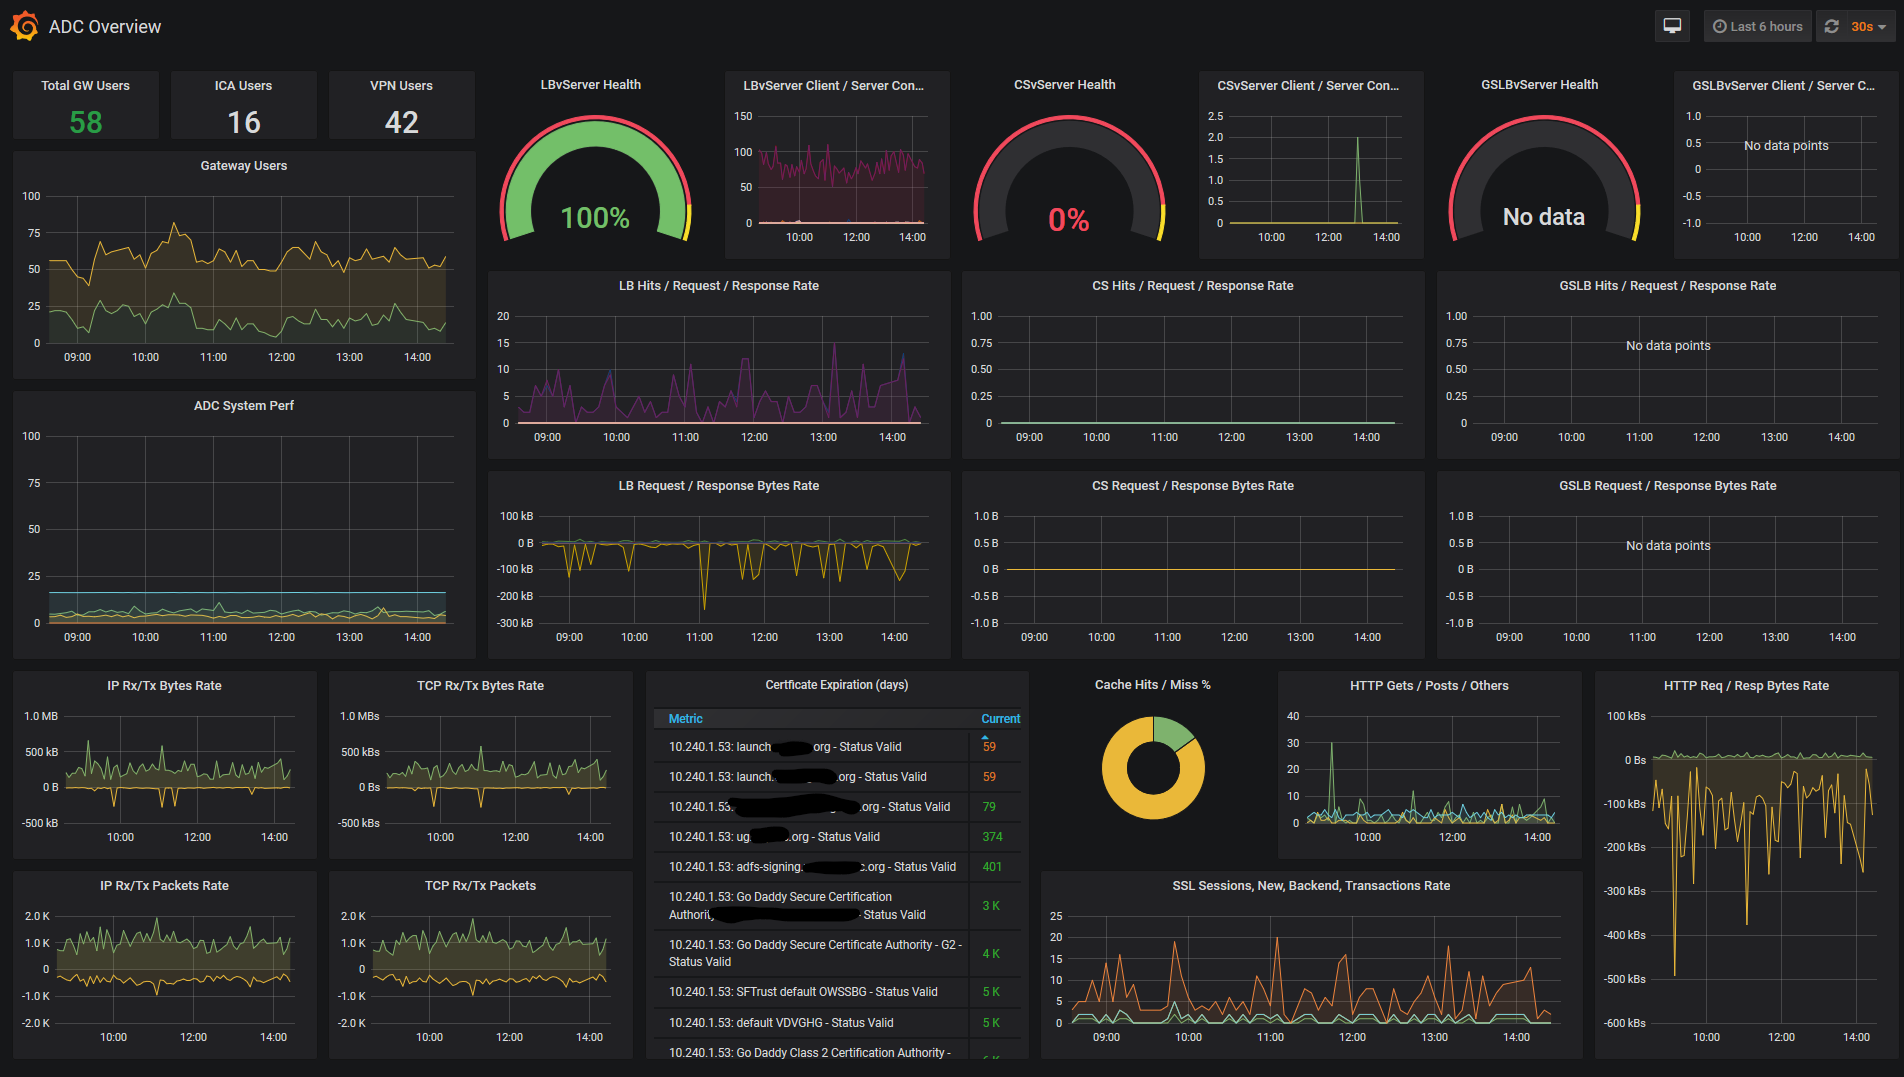 ADC Overview
Last 6 hours
30s
Total GW Users
58
ICA Users
16
VPN Users
42
LBvServer Health
100%
LBvServer Client / Server Con...
150
100
50
0
10:00 12:00 14:00
CSvServer Health
0%
CSvServer Client / Server Con...
2.5
2.0
1.5
1.0
0.5
0
10:00 12:00 14:00
GSLBvServer Health
No data
GSLBvServer Client / Server C...
1.0
0.5
0
-0.5
-1.0
No data points
10:00 12:00 14:00
Gateway Users
100
75
50
25
0
09:00 10:00 11:00 12:00 13:00 14:00
LB Hits / Request / Response Rate
20
15
10
5
0
09:00 10:00 11:00 12:00 13:00 14:00
CS Hits / Request / Response Rate
1.00
0.75
0.50
0.25
0
09:00 10:00 11:00 12:00 13:00 14:00
GSLB Hits / Request / Response Rate
1.00
0.75
0.50
0.25
0
No data points
09:00 10:00 11:00 12:00 13:00 14:00
ADC System Perf
100
75
50
25
0
09:00 10:00 11:00 12:00 13:00 14:00
LB Request / Response Bytes Rate
100 kB
0 B
-100 kB
-200 kB
-300 kB
09:00 10:00 11:00 12:00 13:00 14:00
CS Request / Response Bytes Rate
1.0 B
0.5 B
0 B
-0.5 B
-1.0 B
09:00 10:00 11:00 12:00 13:00 14:00
GSLB Request / Response Bytes Rate
1.0 B
0.5 B
0 B
-0.5 B
-1.0 B
No data points
09:00 10:00 11:00 12:00 13:00 14:00
IP Rx/Tx Bytes Rate
1.0 MB
500 kB
0 B
-500 kB
10:00 12:00 14:00
TCP Rx/Tx Bytes Rate
1.0 MBs
500 kBs
0 Bs
-500 kBs
10:00 12:00 14:00
Certficate Expiration (days)
Metric Current
10.240.1.53: launch org - Status Valid 59
10.240.1.53: launch. .org - Status Valid 59
10.240.1.53: .org - Status Valid 79
10.240.1.53: ug .org - Status Valid 374
10.240.1.53: adfs-signing. c.org - Status Valid 401
10.240.1.53: Go Daddy Secure Certification
Authority - Status Valid 3 K
10.240.1.53: Go Daddy Secure Certificate Authority - G2 -
Status Valid 4 K
10.240.1.53: SFTrust default OWSSBG - Status Valid 5 K
10.240.1.53: default VDVGHG - Status Valid 5 K
10.240.1.53: Go Daddy Class 2 Certification Authority -
Cache Hits / Miss %
HTTP Gets / Posts / Others
40
30
20
10
0
10:00 12:00 14:00
HTTP Req / Resp Bytes Rate
100 kBs
0 Bs
-100 kBs
-200 kBs
-300 kBs
-400 kBs
-500 kBs
-600 kBs
10:00 12:00 14:00
IP Rx/Tx Packets Rate
2.0 K
1.0 K
0
-1.0 K
-2.0 K
10:00 12:00 14:00
TCP Rx/Tx Packets
2.0 K
1.0 K
0
-1.0 K
-2.0 K
10:00 12:00 14:00
SSL Sessions, New, Backend, Transactions Rate
25
20
15
10
5
0
09:00 10:00 11:00 12:00 13:00 14:00